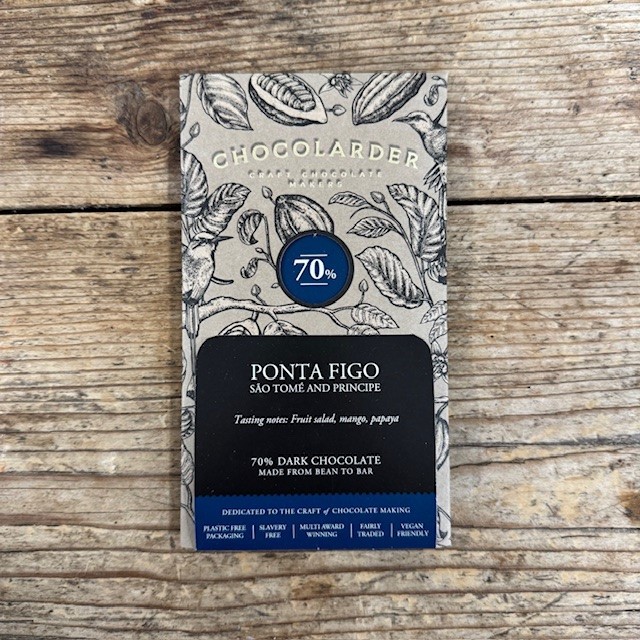 CHOCOLARDER
CRAFT CHOCOLATE
MAKERS
70%
PONTA FIGO
SÃO TOMÉ AND PRINCIPE
Tasting notes: Fruit salad, mango, papaya
70% DARK CHOCOLATE
MADE FROM BEAN TO BAR
DEDICATED TO THE CRAFT of CHOCOLATE MAKING
PLASTIC FREE
PACKAGING
SLAVERY
FREE
MULTI AWARD
WINNING
FAIRLY
TRADED
VEGAN
FRIENDLY